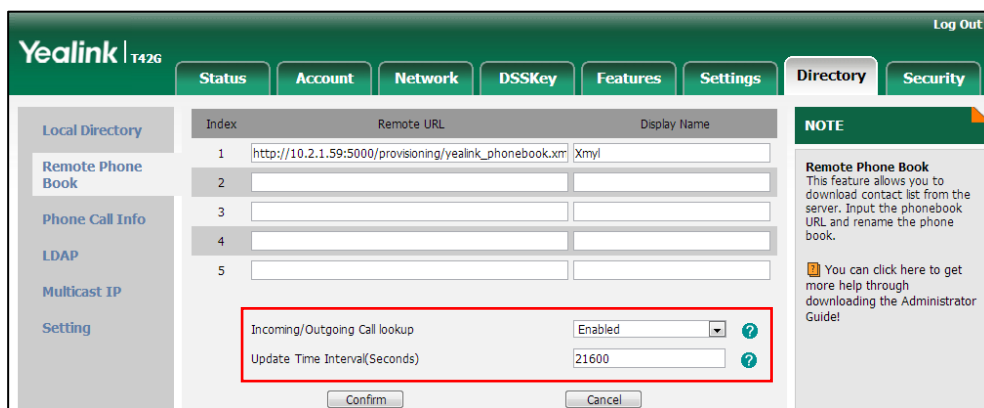 Log Out
Yealink T42G
Status Account Network DSSKey Features Settings Directory Security
Local Directory
Remote Phone
Book
Phone Call Info
LDAP
Multicast IP
Setting
Index Remote URL Display Name
1 http://10.2.1.59:5000/provisioning/yealink_phonebook.xm Xmyl
2
3
4
5
Incoming/Outgoing Call lookup Enabled ?
Update Time Interval(Seconds) 21600 ?
Confirm Cancel
NOTE
Remote Phone Book
This feature allows you to
download contact list from the
server. Input the phonebook
URL and rename the phone
book.
? You can click here to get
more help through
downloading the Administrator
Guide!